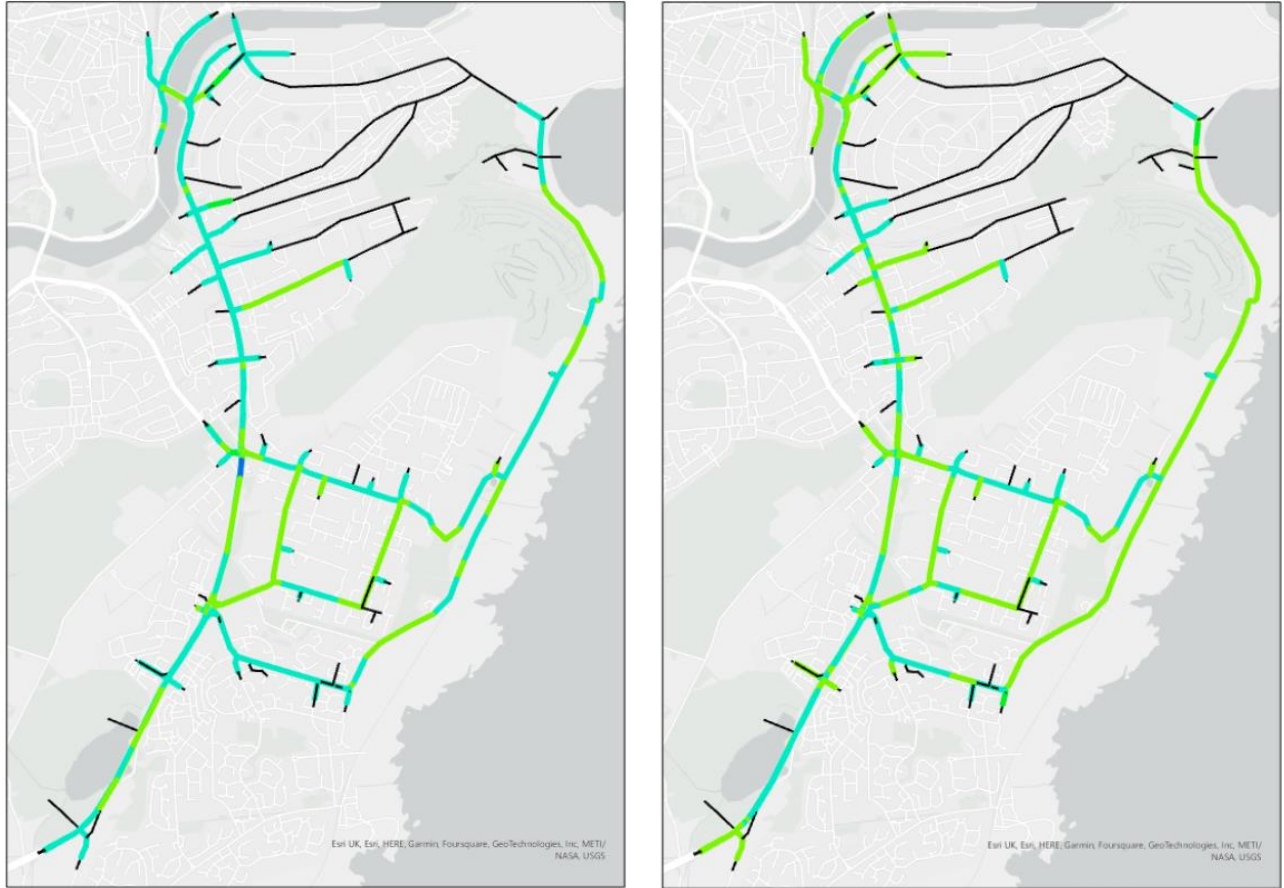 Esri UK, Esri, HERE, Garmin, Foursquare, GeoTechnologies, Inc, METI/
NASA, USGS
Esri UK, Esri, HERE, Garmin, Foursquare, GeoTechnologies, Inc, METI/
NASA, USGS